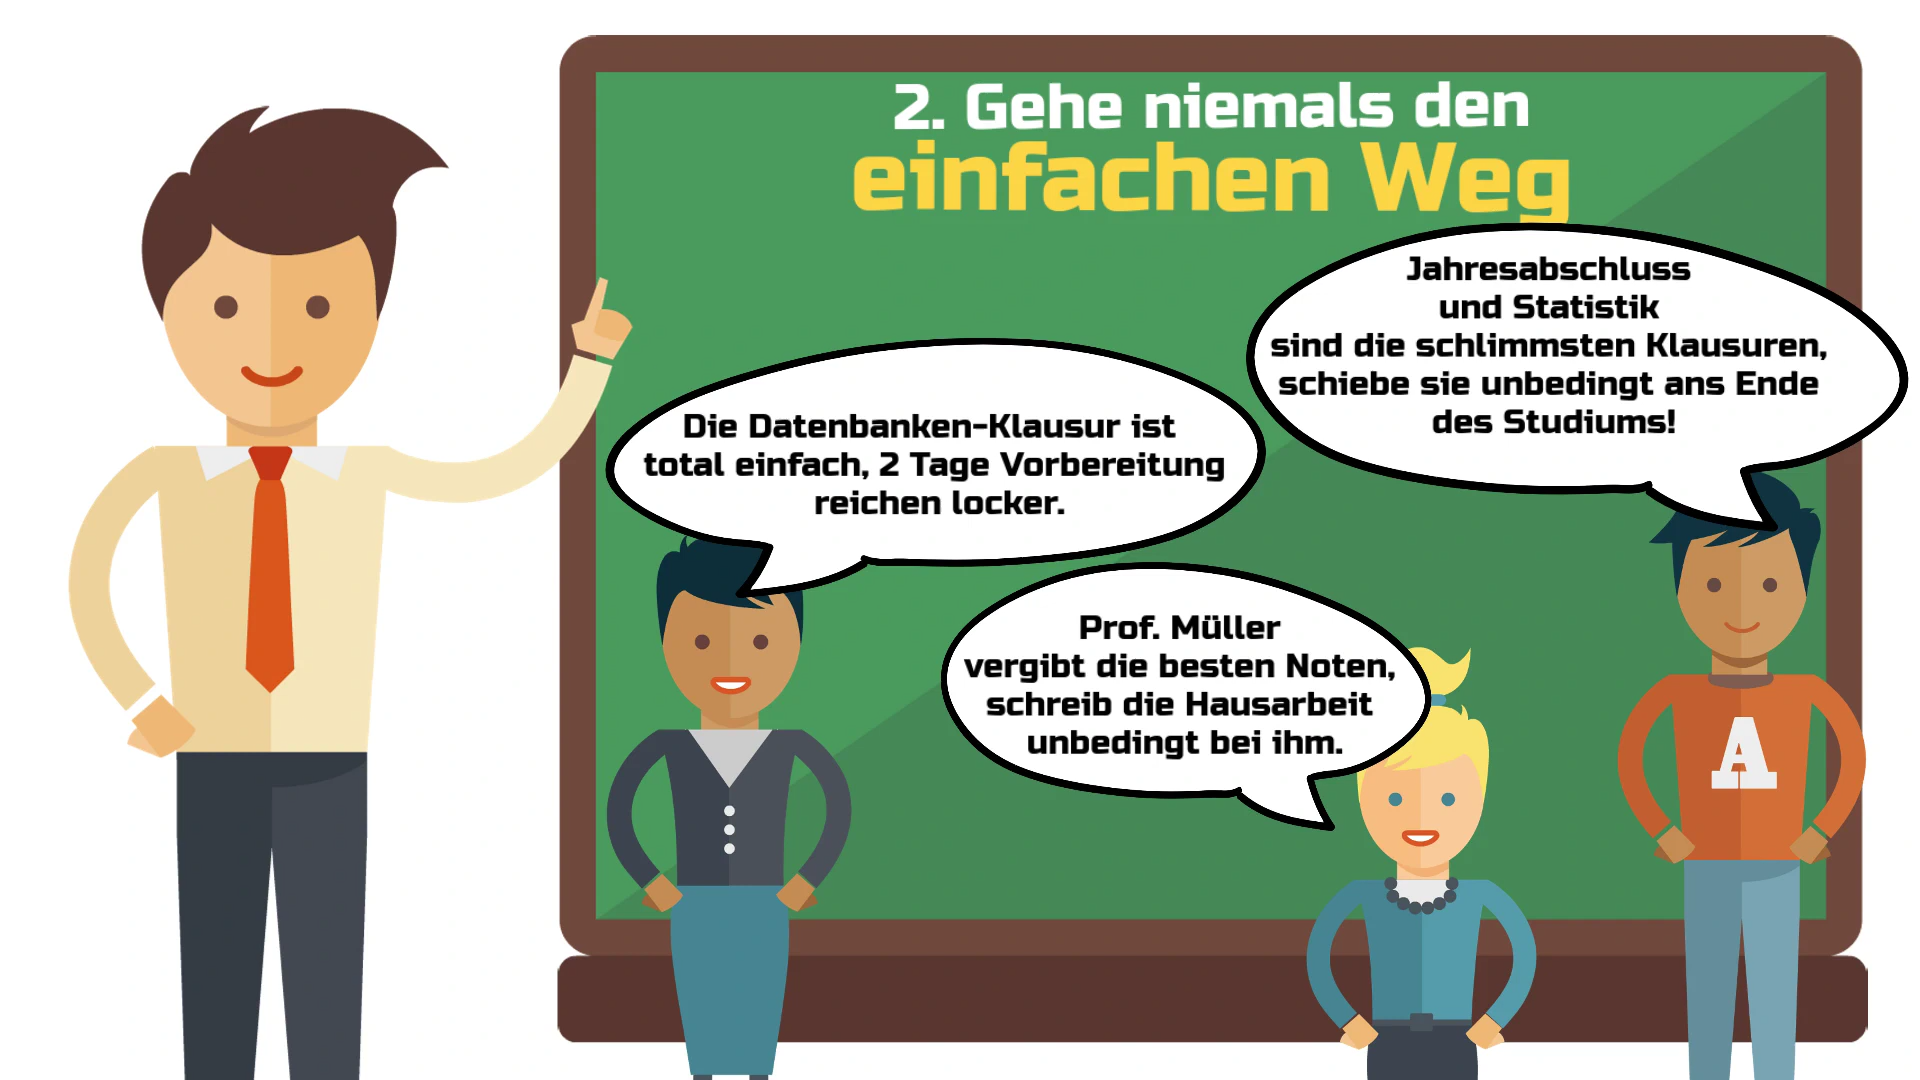 2. Gehe niemals den
einfachen Weg
Jahresabschluss
und Statistik
sind die schlimmsten Klausuren,
schiebe sie unbedingt ans Ende
des Studiums!
Die Datenbanken-Klausur ist
total einfach, 2 Tage Vorbereitung
reichen locker.
Prof. Müller
vergibt die besten Noten,
schreib die Hausarbeit
unbedingt bei ihm.
A